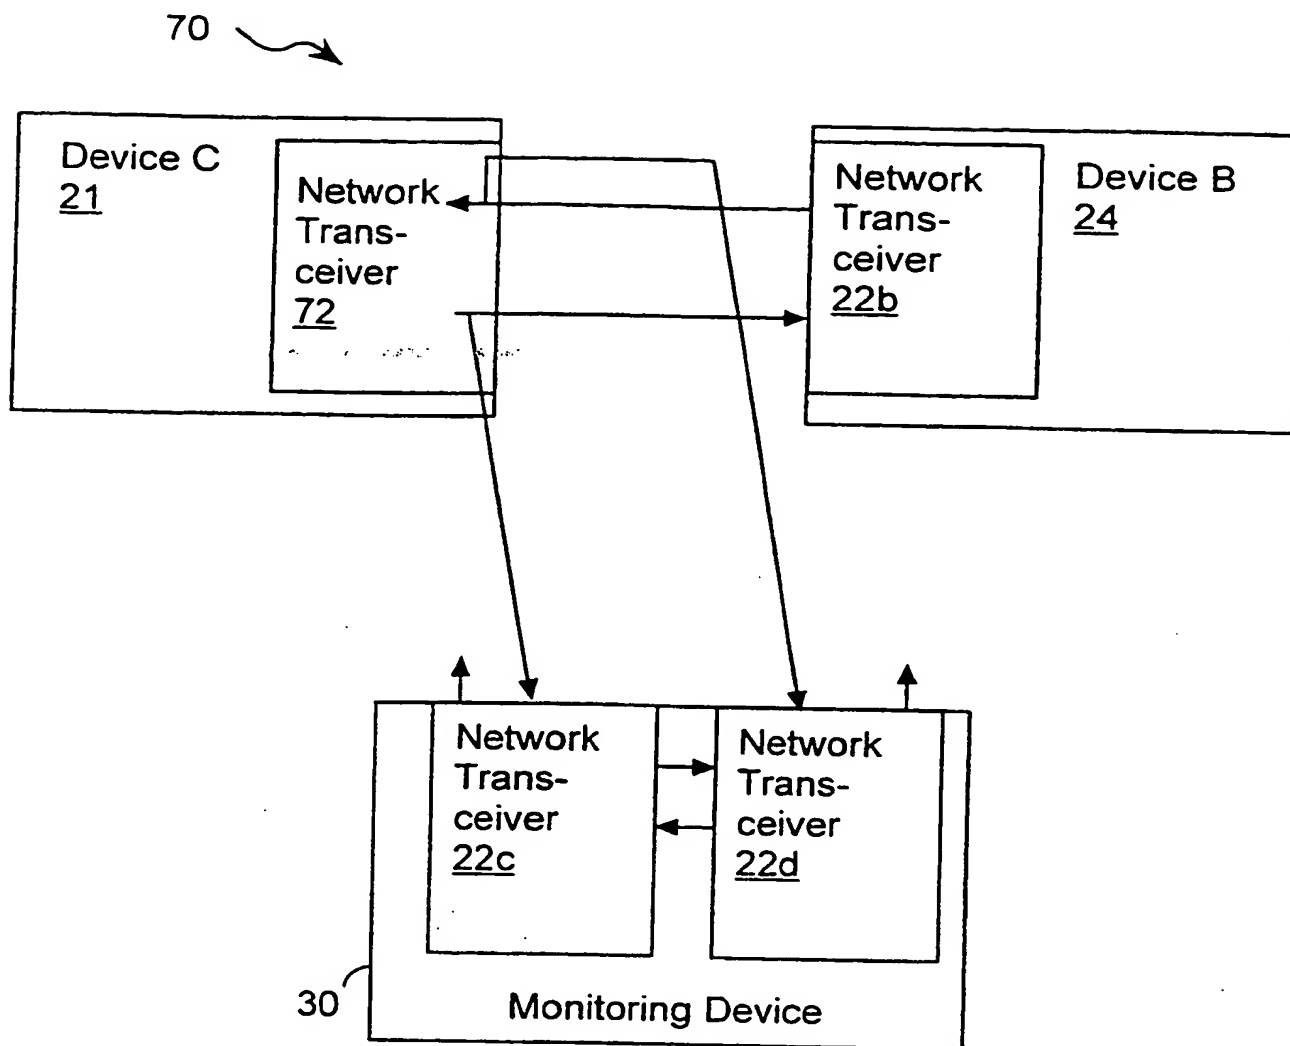 70
Device C
21
Network
Trans-
ceiver
72
Network
Trans-
ceiver
22b
Device B
24
Network
Trans-
ceiver
22c
Network
Trans-
ceiver
22d
30
Monitoring Device